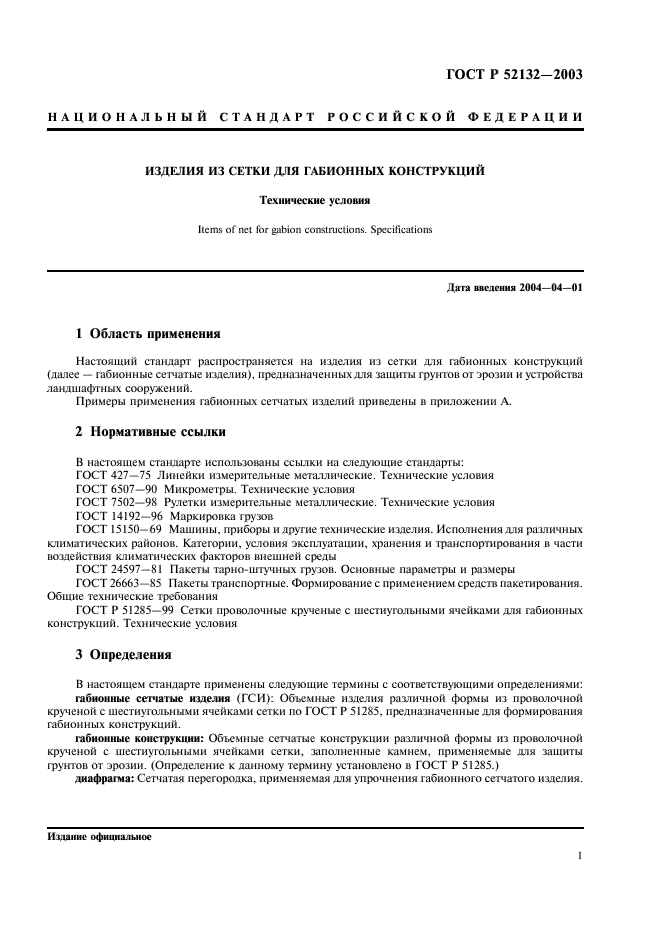 ГОСТ Р 52132—2003
НАЦИОНАЛЬНЫЙ СТАНДАРТ РОССИЙСКОЙ ФЕДЕРАЦИИ
ИЗДЕЛИЯ ИЗ СЕТКИ ДЛЯ ГАБИОННЫХ КОНСТРУКЦИЙ
Технические условия
Items of net for gabion constructions. Specifications
Дата введения 2004—04—01
1 Область применения
Настоящий стандарт распространяется на изделия из сетки для габионных конструкций
(далее — габионные сетчатые изделия), предназначенных для защиты грунтов от эрозии и устройства
ландшафтных сооружений.
Примеры применения габионных сетчатых изделий приведены в приложении А.
2 Нормативные ссылки
В настоящем стандарте использованы ссылки на следующие стандарты:
ГОСТ 427—75 Линейки измерительные металлические. Технические условия
ГОСТ 6507—90 Микрометры. Технические условия
ГОСТ 7502—98 Рулетки измерительные металлические. Технические условия
ГОСТ 14192—96 Маркировка грузов
ГОСТ 15150—69 Машины, приборы и другие технические изделия. Исполнения для различных
климатических районов. Категории, условия эксплуатации, хранения и транспортирования в части
воздействия климатических факторов внешней среды
ГОСТ 24597—81 Пакеты тарно-штучных грузов. Основные параметры и размеры
ГОСТ 26663—85 Пакеты транспортные. Формирование с применением средств пакетирования.
Общие технические требования
ГОСТ Р 51285—99 Сетки проволочные крученые с шестиугольными ячейками для габионных
конструкций. Технические условия
3 Определения
В настоящем стандарте применены следующие термины с соответствующими определениями:
габионные сетчатые изделия (ГСИ): Объемные изделия различной формы из проволочной
крученой с шестиугольными ячейками сетки по ГОСТ Р 51285, предназначенные для формирования
габионных конструкций.
габионные конструкции: Объемные сетчатые конструкции различной формы из проволочной
крученой с шестиугольными ячейками сетки, заполненные камнем, применяемые для защиты
грунтов от эрозии. (Определение к данному термину установлено в ГОСТ Р 51285.)
диафрагма: Сетчатая перегородка, применяемая для упрочнения габионного сетчатого изделия.
Издание официальное
1